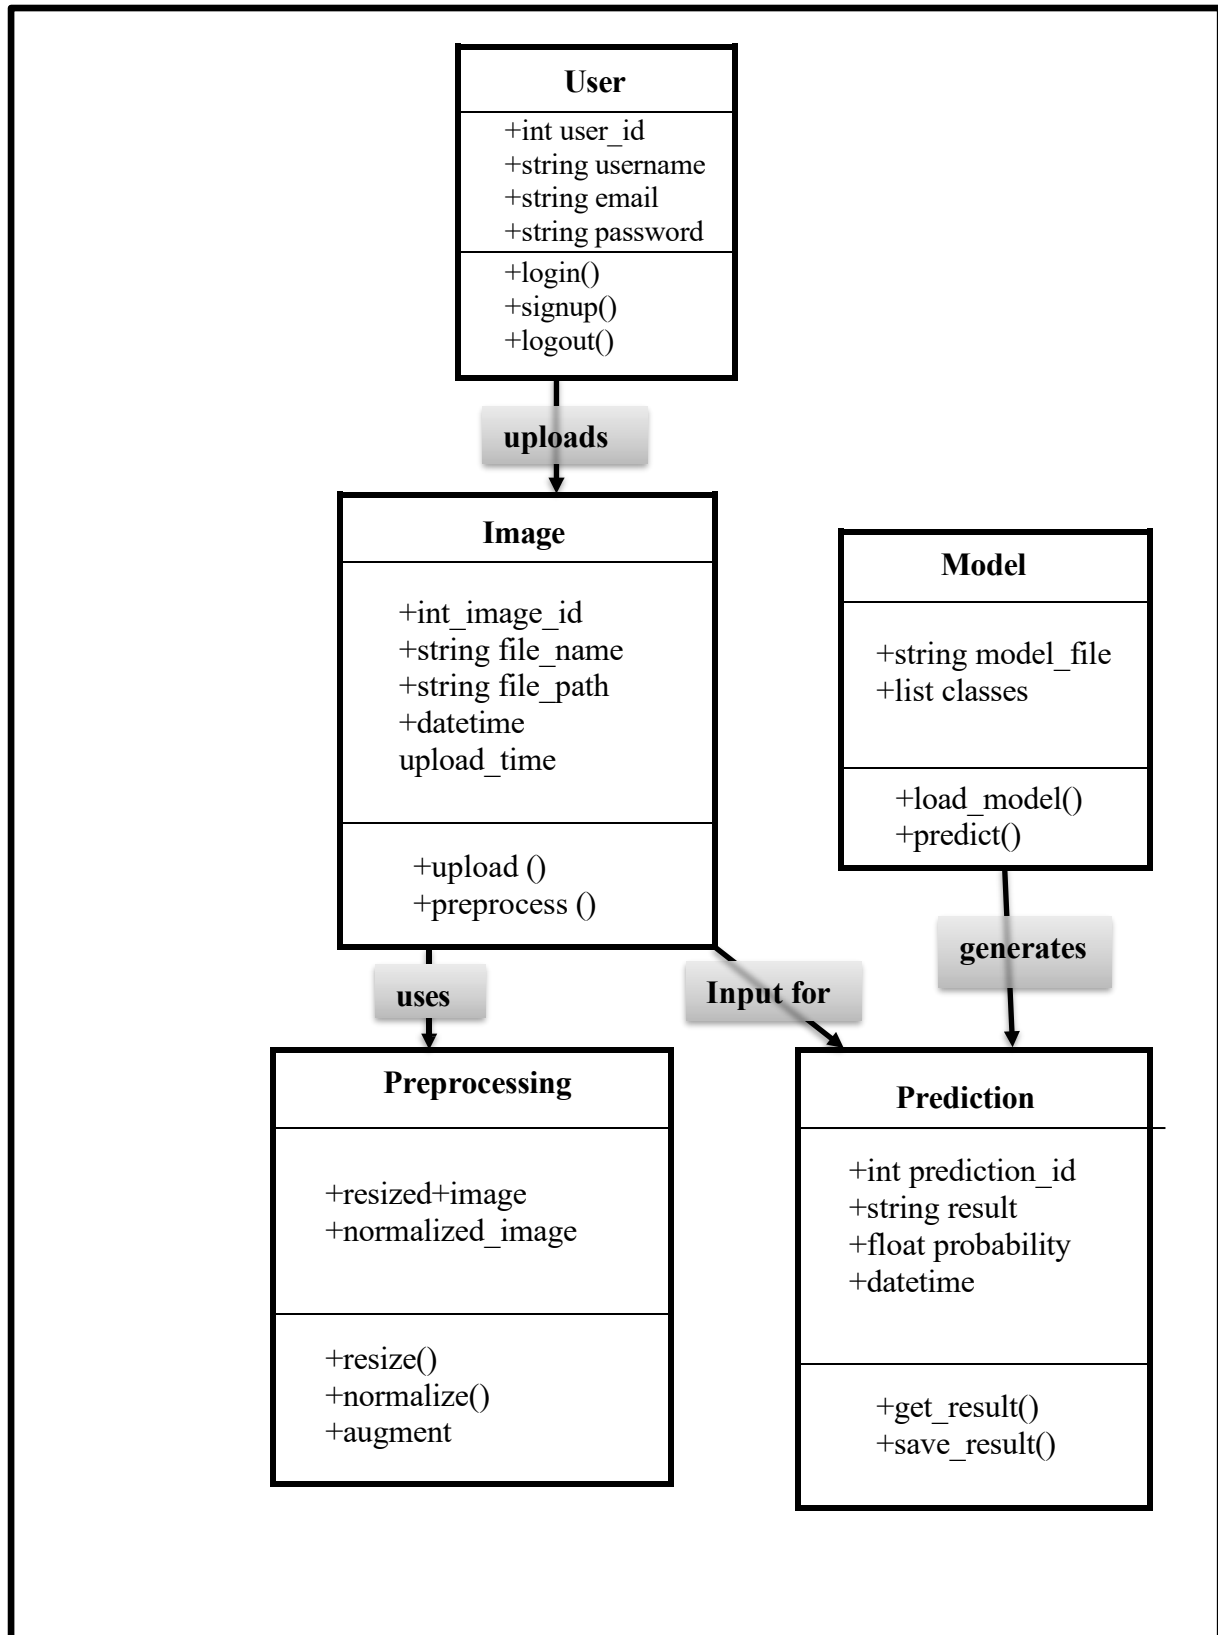 User
+int user_id
+string username
+string email
+string password
+login()
+signup()
+logout()
uploads
Image
+int_image_id
+string file_name
+string file_path
+datetime
upload_time
+upload ()
+preprocess ()
Model
+string model_file
+list classes
+load_model()
+predict()
uses
Input for
generates
Preprocessing
+resized+image
+normalized_image
+resize()
+normalize()
+augment
Prediction
+int prediction_id
+string result
+float probability
+datetime
+get_result()
+save_result()